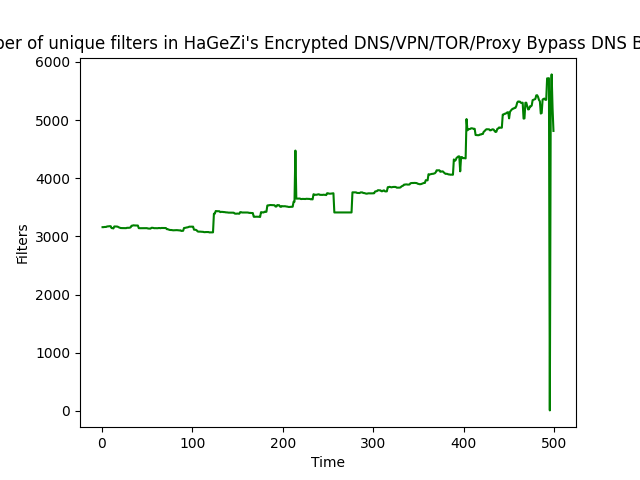 ber of unique filters in HaGeZi's Encrypted DNS/VPN/TOR/Proxy Bypass DNS B
6000
5000
4000
3000
2000
1000
0
Filters
0 100 200 300 400 500
Time